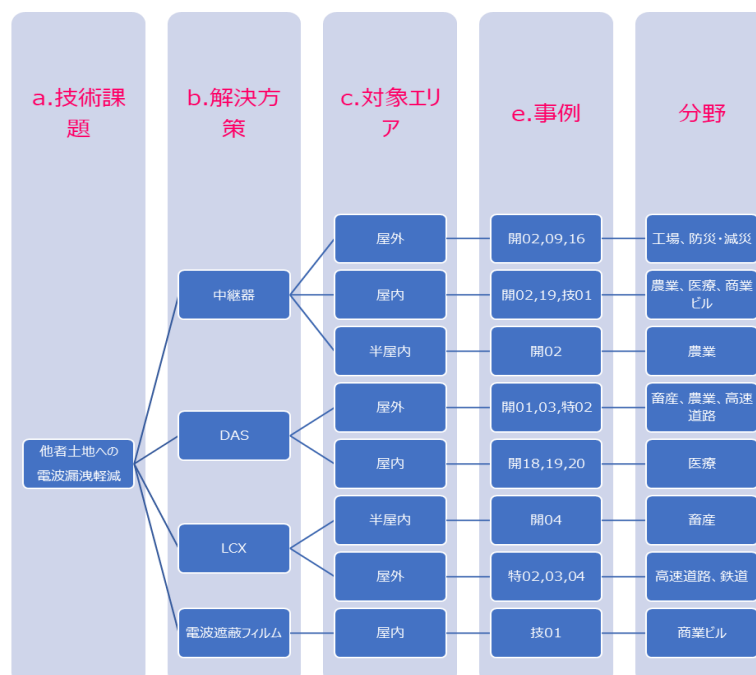 a.技術課
題
b.解決方
策
c.対象エリ
ア
e.事例
分野
他者土地への
電波漏洩軽減
中継器
屋外
開02,09,16
工場、防災・減災
屋内
開02,19,技01
農業、医療、商業
ビル
半屋内
開02
農業
DAS
屋外
開01,03,特02
畜産、農業、高速
道路
屋内
開18,19,20
医療
LCX
半屋内
開04
畜産
屋外
特02,03,04
高速道路、鉄道
電波遮蔽フィルム
屋内
技01
商業ビル